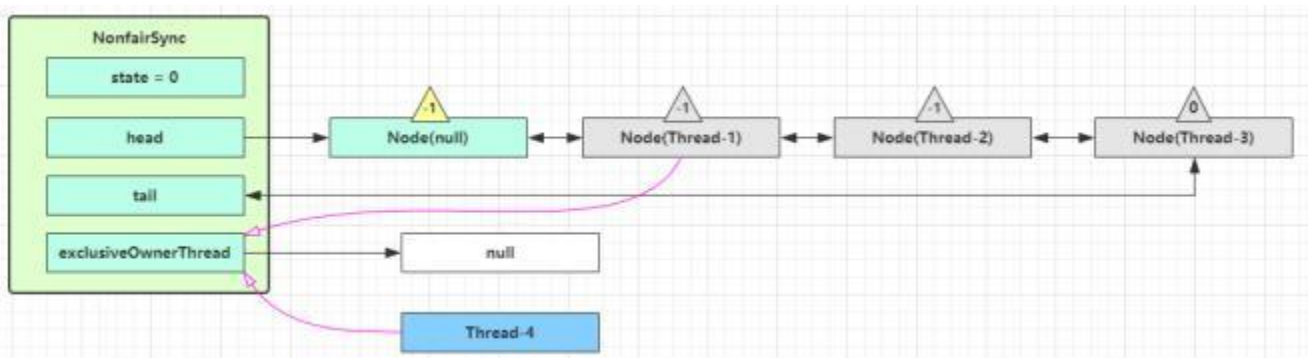 NonfairSync
state = 0
head
tail
exclusiveOwnerThread
-1
Node(null)
-1
Node(Thread-1)
-1
Node(Thread-2)
0
Node(Thread-3)
null
Thread-4